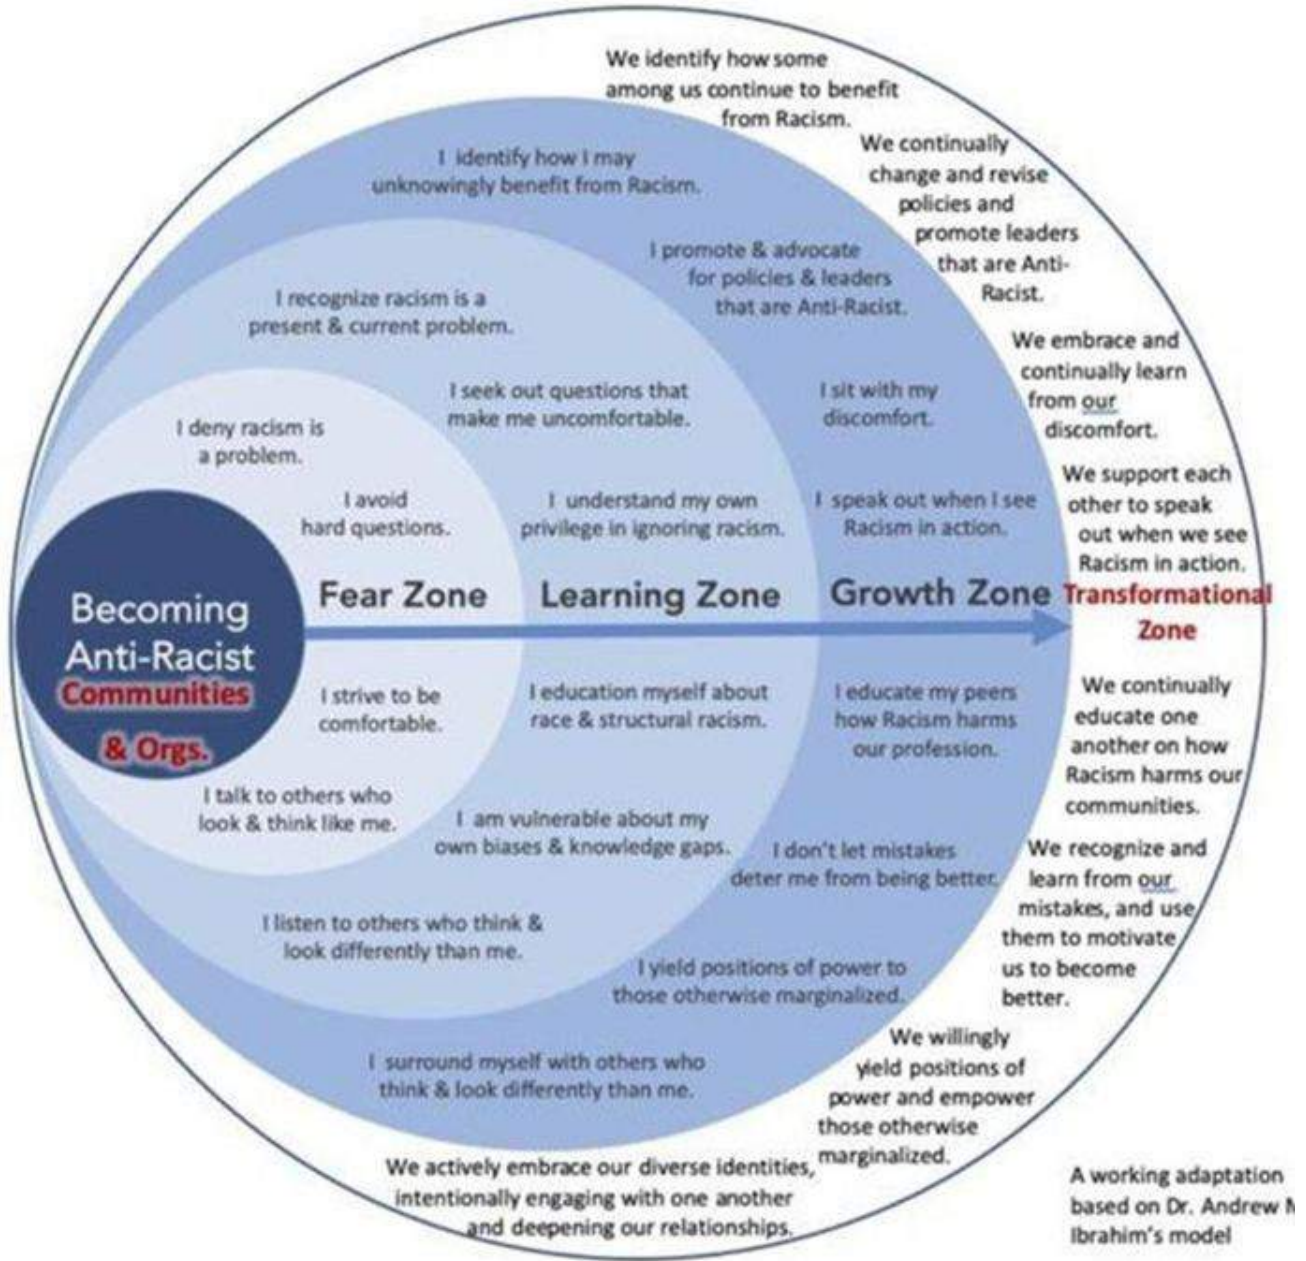 We identify how some
among us continue to benefit
from Racism.
We continually
change and revise
policies and
promote leaders
that are Anti-
Racist.
We embrace and
continually learn
from our
discomfort.
We support each
other to speak
out when we see
Racism in action.
Transformational
Zone
We continually
educate one
another on how
Racism harms our
communities.
We recognize and
learn from our
mistakes, and use
them to motivate
us to become
better.
We willingly
yield positions of
power and empower
those otherwise
marginalized.
We actively embrace our diverse identities,
intentionally engaging with one another
and deepening our relationships.
I identify how I may
unknowingly benefit from Racism.
I promote & advocate
for policies & leaders
that are Anti-Racist.
I sit with my
discomfort.
I speak out when I see
Racism in action.
Growth Zone
I educate my peers
how Racism harms
our profession.
I don't let mistakes
deter me from being better.
I yield positions of power to
those otherwise marginalized.
I surround myself with others who
think & look differently than me.
I recognize racism is a
present & current problem.
I seek out questions that
make me uncomfortable.
I understand my own
privilege in ignoring racism.
Learning Zone
I education myself about
race & structural racism.
I am vulnerable about my
own biases & knowledge gaps.
I listen to others who think &
look differently than me.
I deny racism is
a problem.
I avoid
hard questions.
Fear Zone
I strive to be
comfortable.
I talk to others who
look & think like me.
Becoming
Anti-Racist
Communities
& Orgs.
A working adaptation
based on Dr. Andrew M
Ibrahim's model